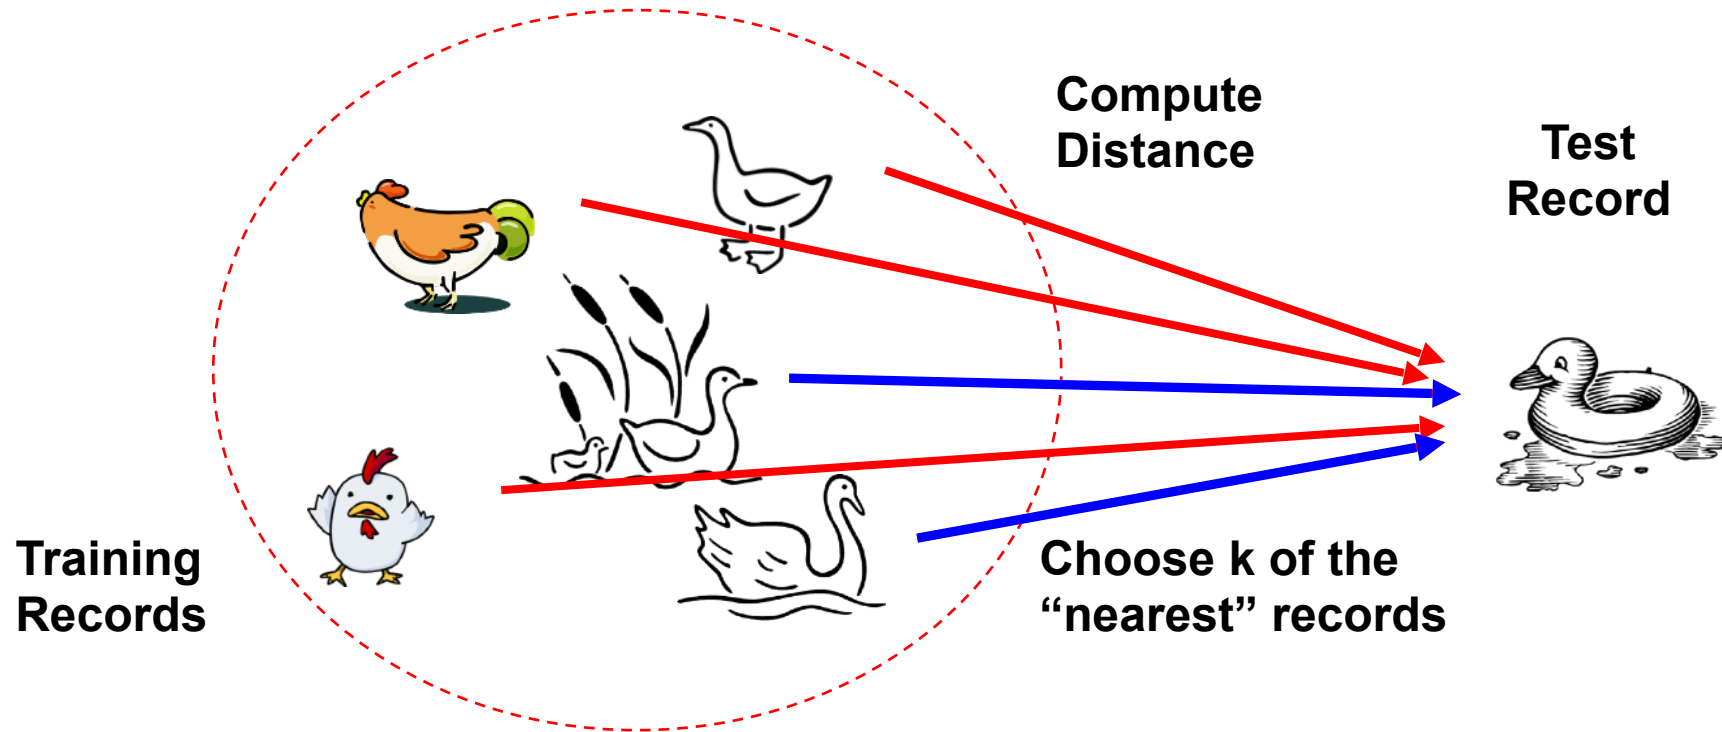 Compute
Distance
Test
Record
Training
Records
Choose k of the
“nearest” records